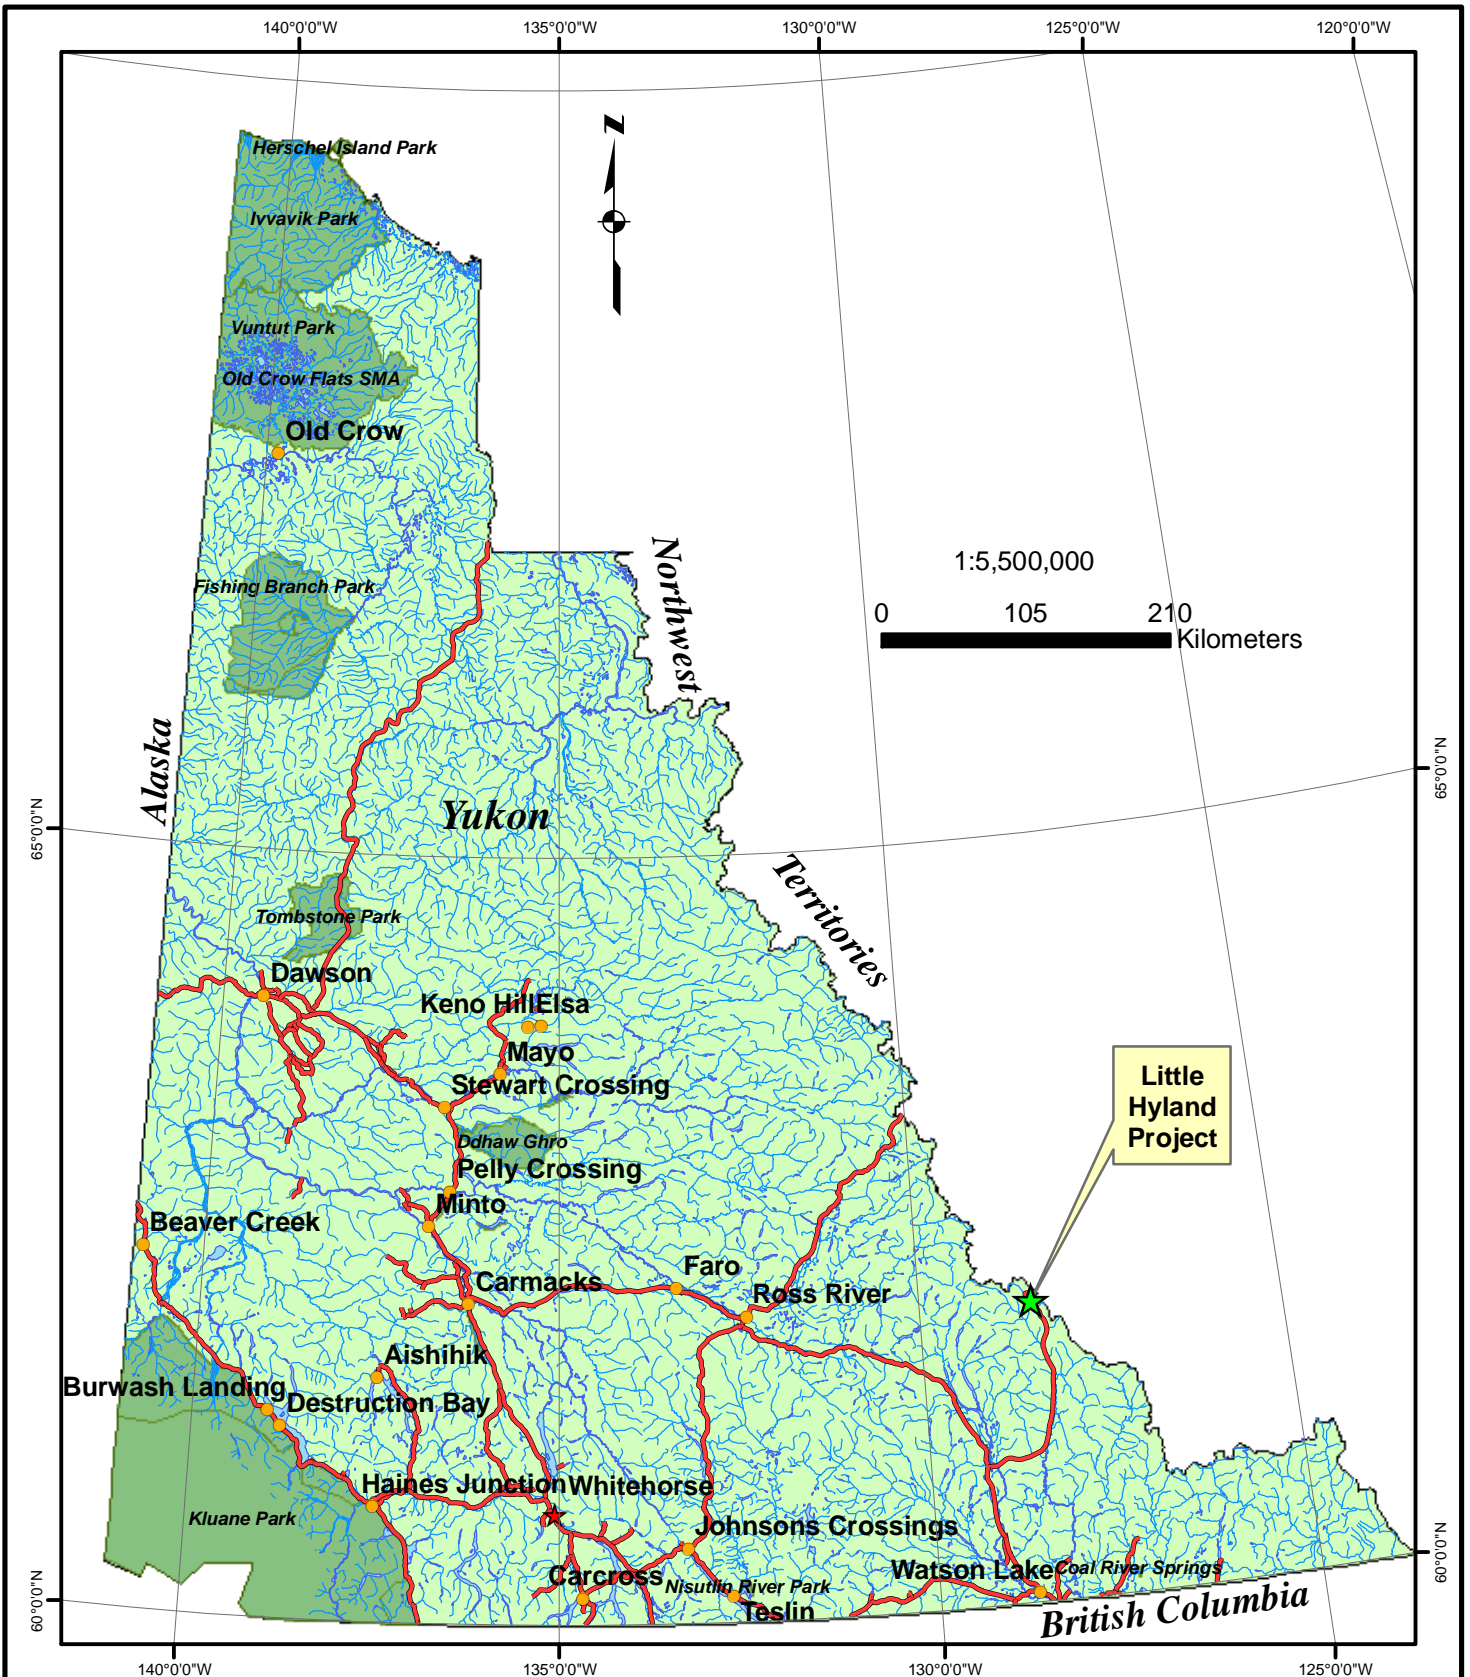 140°0'0"W
135°0'0"W
130°0'0"W
125°0'0"W
120°0'0"W
N
Herschel Island Park
Ivvavik Park
Vuntut Park
Old Crow Flats SMA
Old Crow
Northwest
1:5,500,000
Fishing Branch Park
0 105 210
Kilometers
Alaska
65°0'0"N
Yukon
65°0'0"N
Territories
Tombstone Park
Dawson
Keno Hill
Elsa
Mayo
Stewart Crossing
Little
Hyland
Project
Ddhaw Ghro
Pelly Crossing
Minto
Beaver Creek
Faro
Carmacks
Ross River
Aishihik
Burwash Landing
Destruction Bay
Haines Junction
Whitehorse
Kluane Park
Johnsons Crossings
60°0'0"N
Watson Lake
Coal River Springs
Carcross
Nisutlin River Park
60°0'0"N
Teslin
British Columbia
140°0'0"W
135°0'0"W
130°0'0"W
125°0'0"W